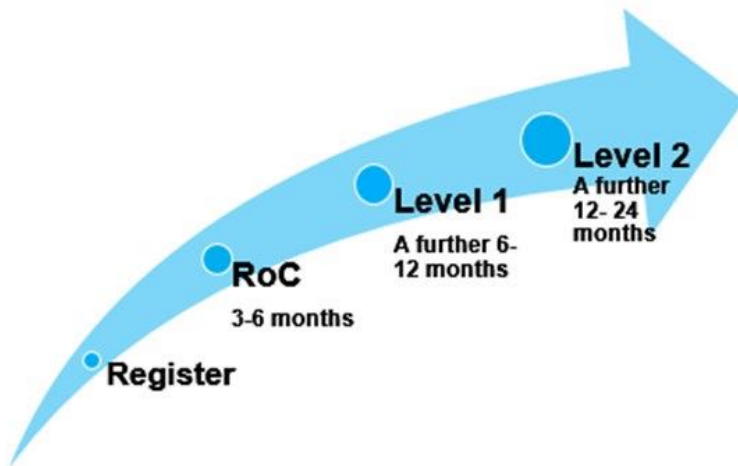 Register
RoC
3-6 months
Level 1
A further 6-
12 months
Level 2
A further
12- 24
months